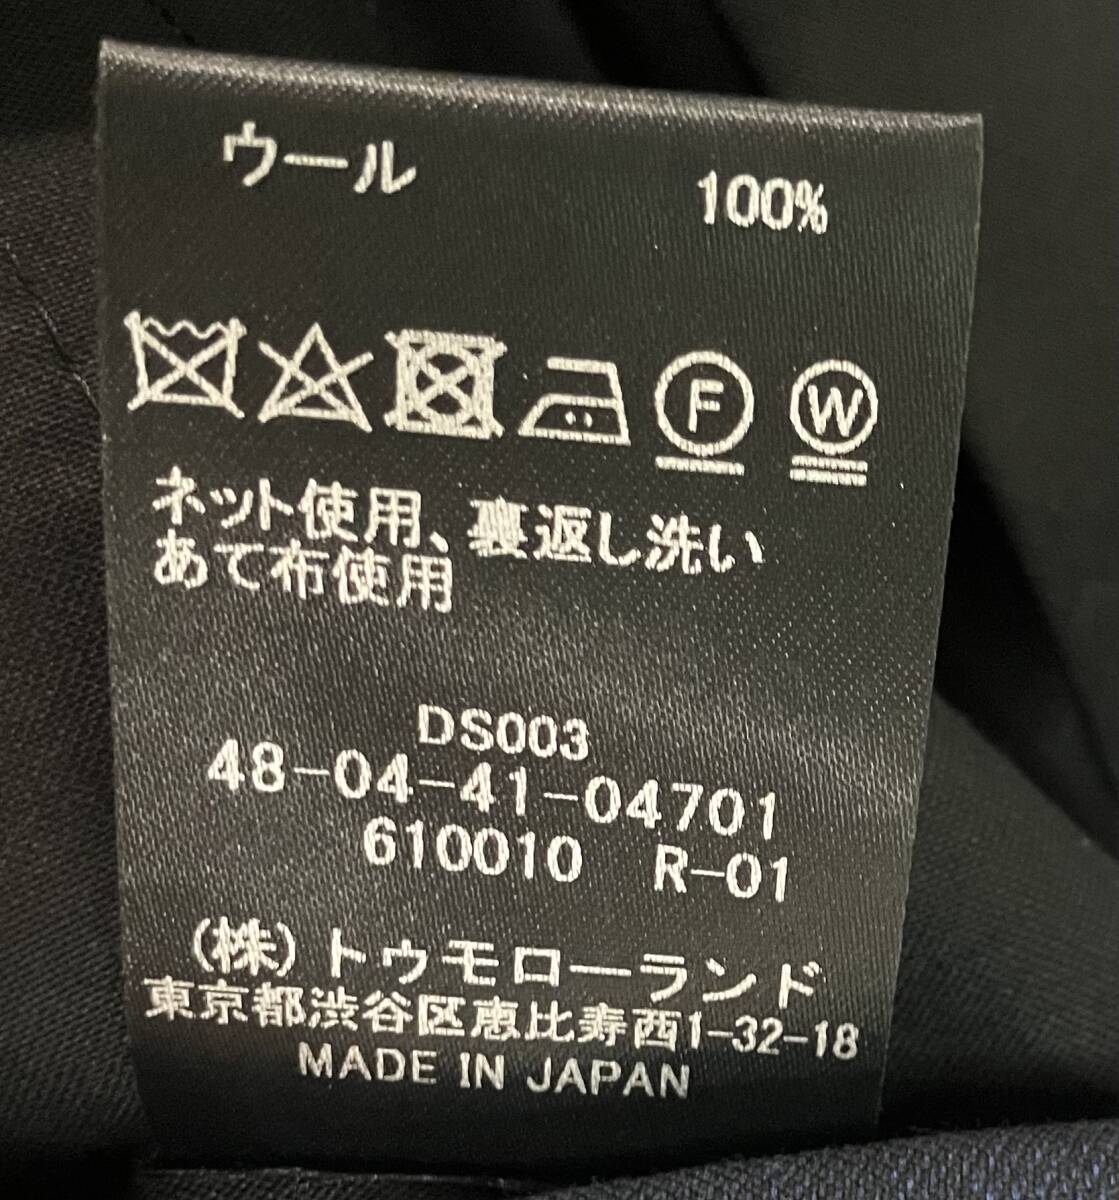 ウール 100%
F W
ネット使用、裏返し洗い
あて布使用
DS003
48-04-41-04701
610010 R-01
(株)トゥモローランド
東京都渋谷区恵比寿西1-32-18
MADE IN JAPAN